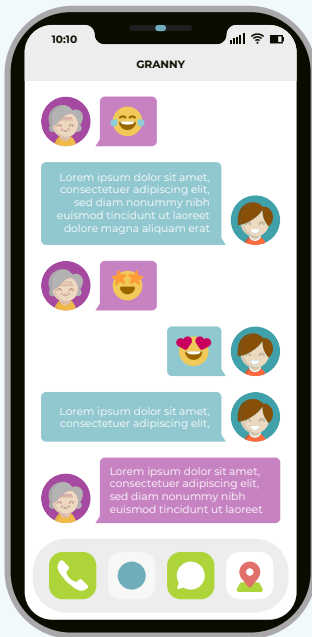 10:10
GRANNY
Lorem ipsum dolor sit amet,
consectetuer adipiscing elit,
sed diam nonummy nibh
euismod tincidunt ut laoreet
dolore magna aliquam erat
Lorem ipsum dolor sit amet,
consectetuer adipiscing elit,
Lorem ipsum dolor sit amet,
consectetuer adipiscing elit,
sed diam nonummy nibh
euismod tincidunt ut laoreet